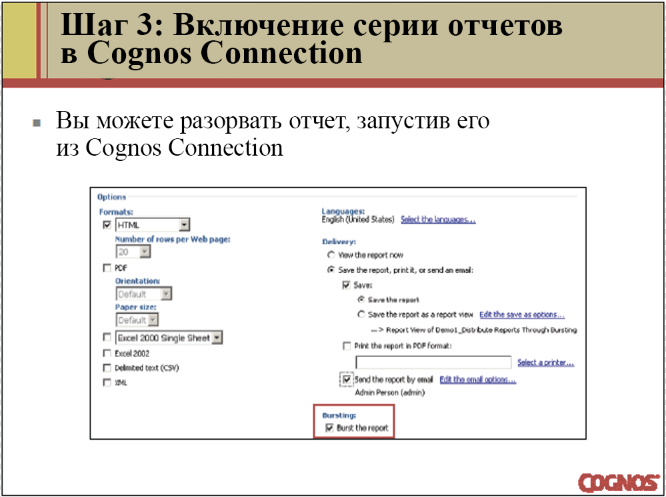 Шаг 3: Включение серии отчетов
в Cognos Connection
Вы можете разорвать отчет, запустив его
из Cognos Connection
Options
Formats:
HTML
Number of rows per Web page:
20
PDF
Orientation:
Default
Paper size:
Default
Excel 2000 Single Sheet
Excel 2002
Delimited text (CSV)
XML
Languages:
English (United States) Select the languages...
Delivery:
View the report now
Save the report, print it, or send an email:
Save:
Save the report
Save the report as a report view Edit the save as options...
---> Report View of Demo1_Distribute Reports Through Bursting
Print the report in PDF format:
Select a printer...
Send the report by email Edit the email options...
Admin Person (admin)
Bursting:
Burst the report
COGNOS